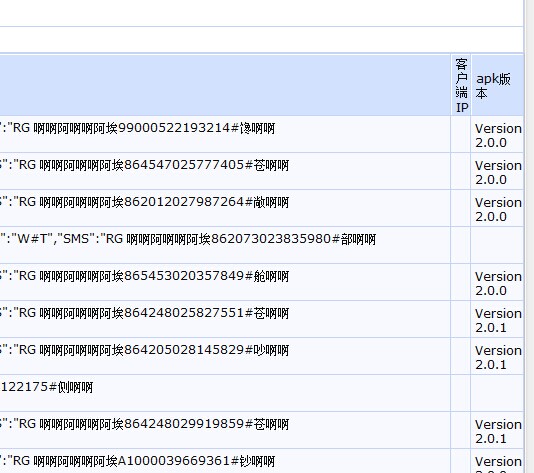 客户端IP
apk版本
":"RG 啊啊阿啊啊阿埃99000522193214#馋啊啊
Version 2.0.0
S":"RG 啊啊阿啊啊阿埃864547025777405#苍啊啊
Version 2.0.0
S":"RG 啊啊阿啊啊阿埃862012027987264#敞啊啊
Version 2.0.0
":"W#T","SMS":"RG 啊啊阿啊啊阿埃862073023835980#部啊啊
S":"RG 啊啊阿啊啊阿埃865453020357849#舱啊啊
Version 2.0.0
S":"RG 啊啊阿啊啊阿埃864248025827551#苍啊啊
Version 2.0.1
S":"RG 啊啊阿啊啊阿埃864205028145829#吵啊啊
Version 2.0.1
122175#侧啊啊
S":"RG 啊啊阿啊啊阿埃864248029919859#苍啊啊
Version 2.0.1
S":"RG 啊啊阿啊啊阿埃A1000039669361#钞啊啊
Version